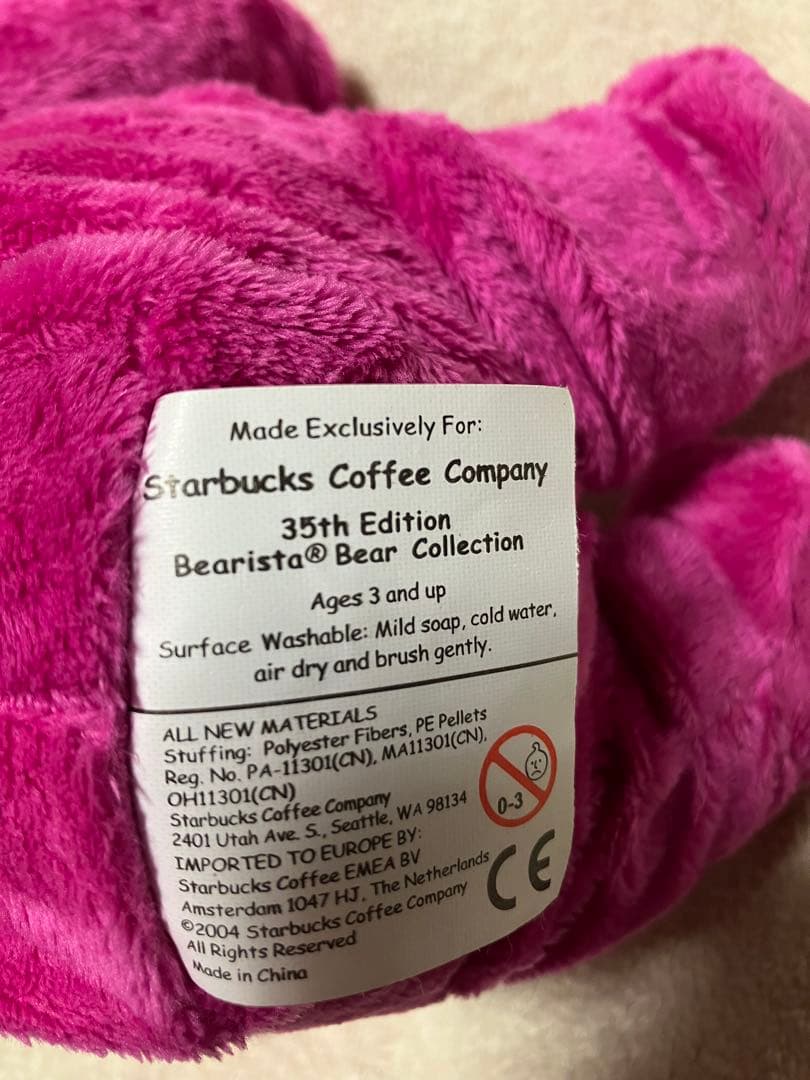 Made Exclusively For:
Starbucks Coffee Company
35th Edition
Bearista® Bear Collection
Ages 3 and up
Surface Washable: Mild soap, cold water,
air dry and brush gently.
ALL NEW MATERIALS
Stuffing: Polyester Fibers, PE Pellets
Reg. No. PA-11301(CN), MA11301(CN),
OH11301(CN)
Starbucks Coffee Company
2401 Utah Ave. S., Seattle, WA 98134
IMPORTED TO EUROPE BY:
Starbucks Coffee EMEA BV
Amsterdam 1047 HJ, The Netherlands
©2004 Starbucks Coffee Company
All Rights Reserved
Made in China
0-3
CE